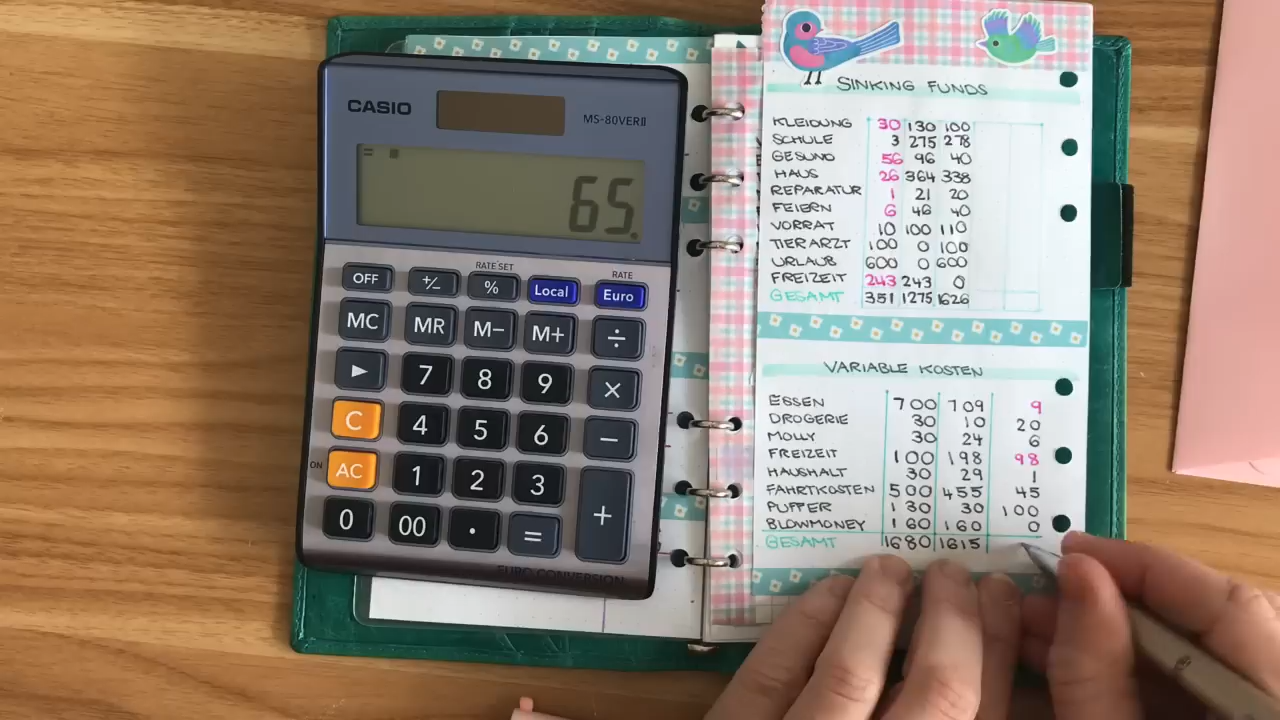 CASIO
MS-80VERII
65.
RATE SET
RATE
OFF
+/−
%
Local
Euro
MC
MR
M−
M+
÷
▶
7
8
9
×
C
4
5
6
−
ON
AC
1
2
3
+
0
00
·
=
EURO CONVERSION
SINKING FUNDS
KLEIDUNG 30 130 100
SCHULE 3 275 278
GESUND 56 96 40
HAUS 26 364 338
REPARATUR 1 21 20
FEIERN 6 46 40
VORRAT 10 100 110
TIERARZT 100 0 100
URLAUB 600 0 600
FREIZEIT 243 243 0
GESAMT 351 1275 1626
VARIABLE KOSTEN
ESSEN 700 709 9
DROGERIE 30 10 20
MOLLY 30 24 6
FREIZEIT 100 198 98
HAUSHALT 30 29 1
FAHRTKOSTEN 500 455 45
PUFFER 130 30 100
BLOWMONEY 160 160 0
GESAMT 1680 1615